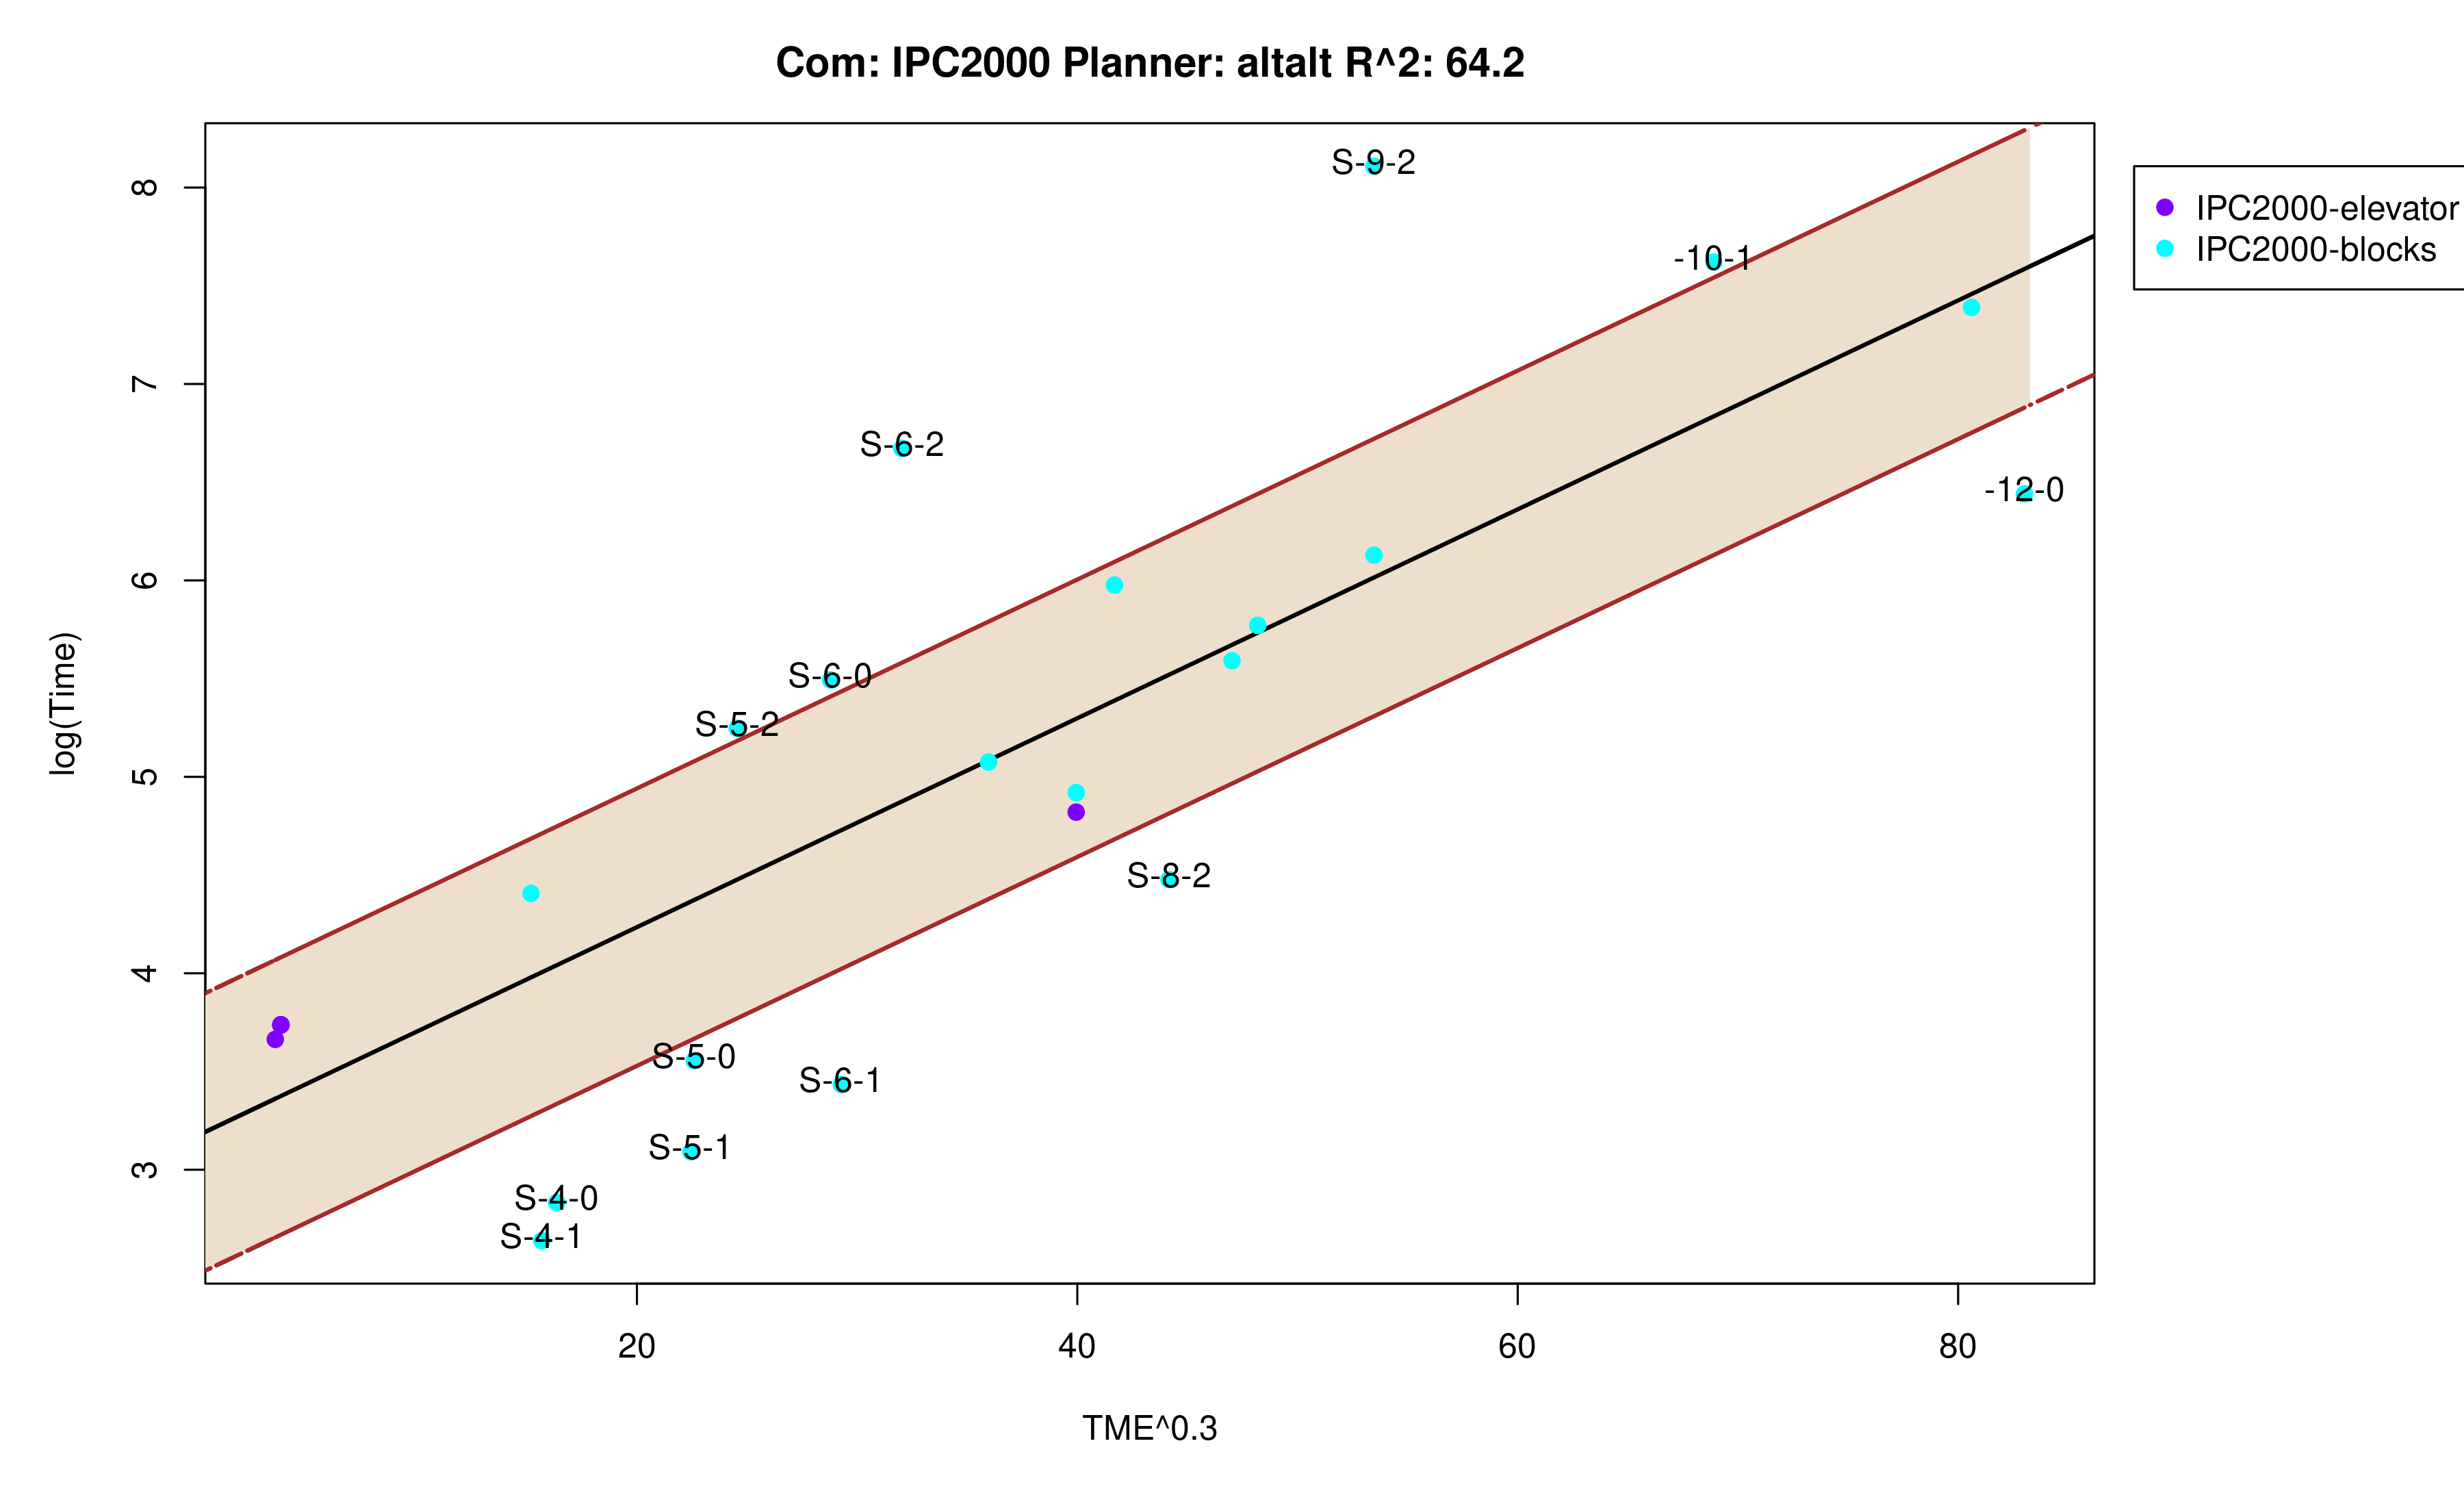 Com: IPC2000 Planner: altalt R^2: 64.2
IPC2000-elevator
IPC2000-blocks
log(Time)
8
7
6
5
4
3
S-9-2
-10-1
S-6-2
-12-0
S-6-0
S-5-2
S-8-2
S-5-0
S-6-1
S-5-1
S-4-0
S-4-1
20
40
60
80
TME^0.3